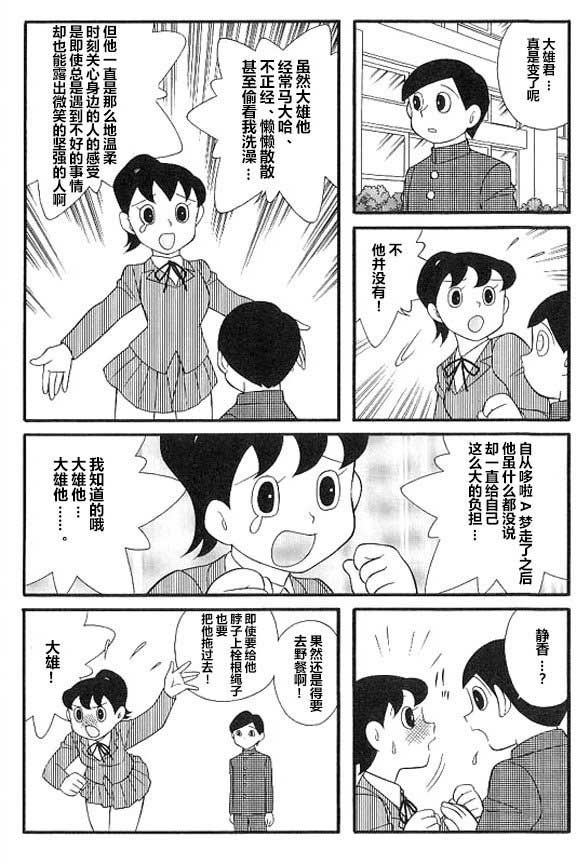 大雄君…
真是变了呢
不
他并没有！
虽然大雄他
经常马大哈、
不正经、懒懒散散
甚至偷看我洗澡…
但他一直是那么地温柔
时刻关心身边的人的感受
是即使总是遇到不好的事情
却也能露出微笑的坚强的人啊
自从哆啦A梦走了之后
他虽什么都没说
却一直给自己
这么大的负担…
我知道的哦
大雄他…
大雄他……。
静香…？
果然还是得要
去野餐啊！
即使要给他
脖子上栓根绳子
也要
把他拖过去！
大雄！